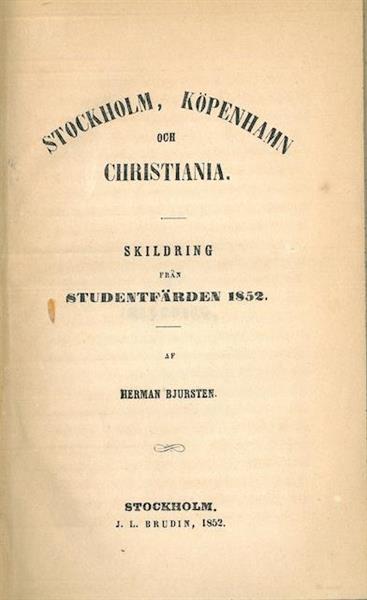 STOCKHOLM, KÖPENHAMN
OCH
CHRISTIANIA.
SKILDRING
FRÅN
STUDENTFÄRDEN 1852.
AF
HERMAN BJURSTEN.
STOCKHOLM.
J. L. BRUDIN, 1852.